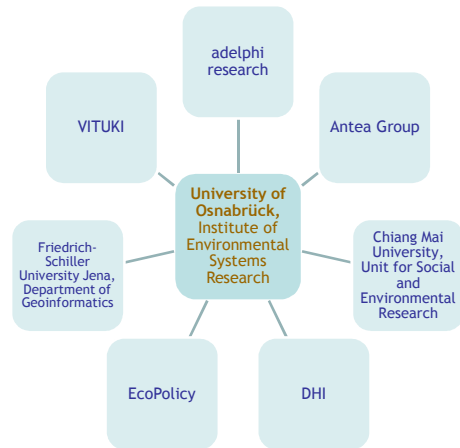 adelphi
research
VITUKI
Antea Group
University of
Osnabrück,
Institute of
Environmental
Systems
Research
Friedrich-
Schiller
University Jena,
Department of
Geoinformatics
Chiang Mai
University,
Unit for Social
and
Environmental
Research
EcoPolicy
DHI